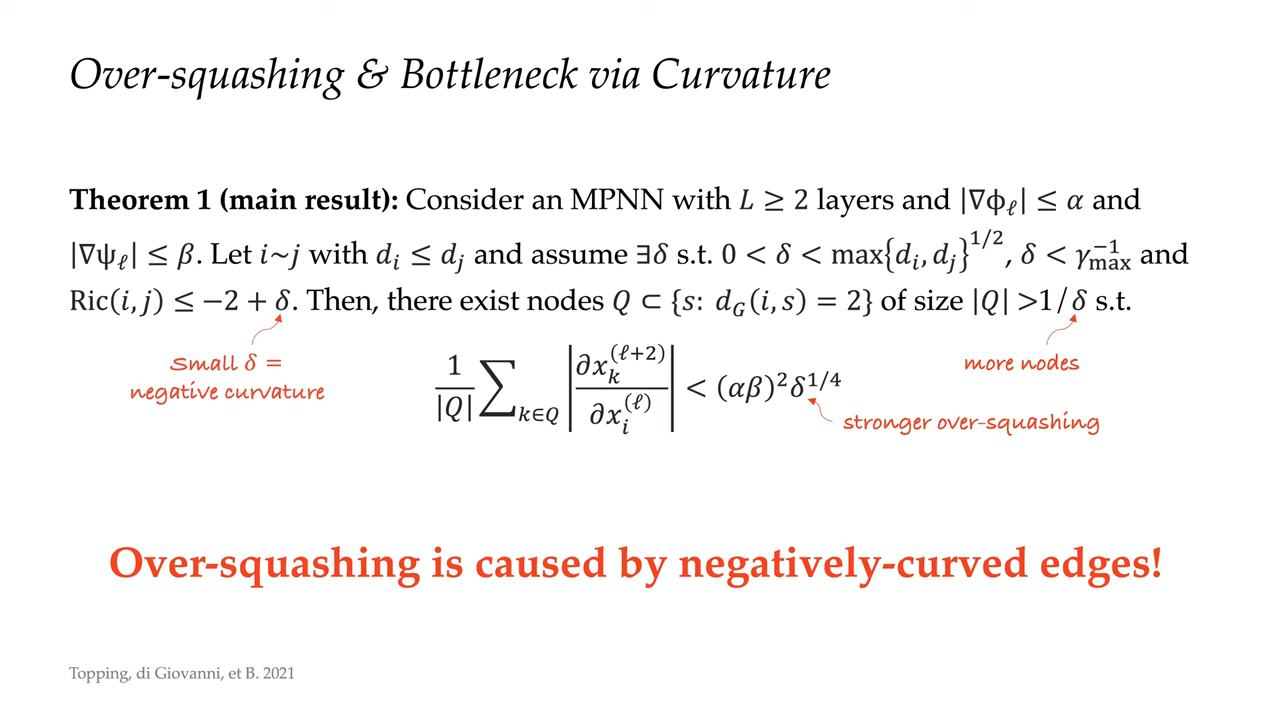 Over-squashing & Bottleneck via Curvature
Theorem 1 (main result): Consider an MPNN with L ≥ 2 layers and |∇ϕ_ℓ| ≤ α and
|∇ψ_ℓ| ≤ β. Let i~j with d_i ≤ d_j and assume ∃δ s.t. 0 < δ < max{d_i, d_j}^{1/2}, δ < γ_max^{−1} and
Ric(i, j) ≤ −2 + δ. Then, there exist nodes Q ⊂ {s: d_G(i, s) = 2} of size |Q| >1/δ s.t.
Small δ =
negative curvature
1/|Q| ∑_{k∈Q} |∂x_k^{(ℓ+2)}/∂x_i^{(ℓ)}| < (αβ)^2 δ^{1/4}
more nodes
stronger over-squashing
Over-squashing is caused by negatively-curved edges!
Topping, di Giovanni, et B. 2021